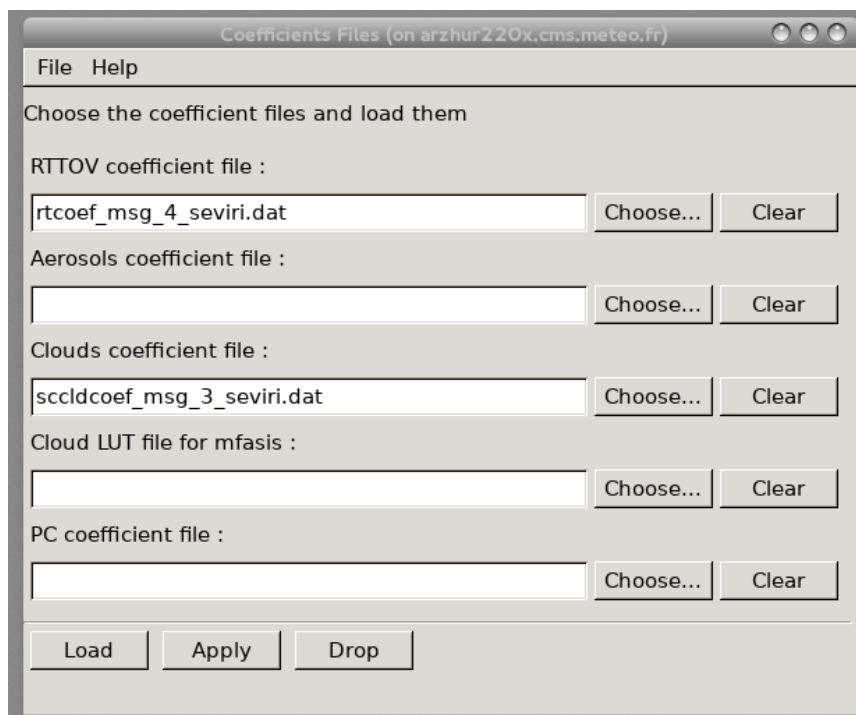 Coefficients Files (on arzhur220x.cms.meteo.fr)
File Help
Choose the coefficient files and load them
RTTOV coefficient file :
rtcoef_msg_4_seviri.dat Choose... Clear
Aerosols coefficient file :
Choose... Clear
Clouds coefficient file :
sccldcoef_msg_3_seviri.dat Choose... Clear
Cloud LUT file for mfasis :
Choose... Clear
PC coefficient file :
Choose... Clear
Load Apply Drop